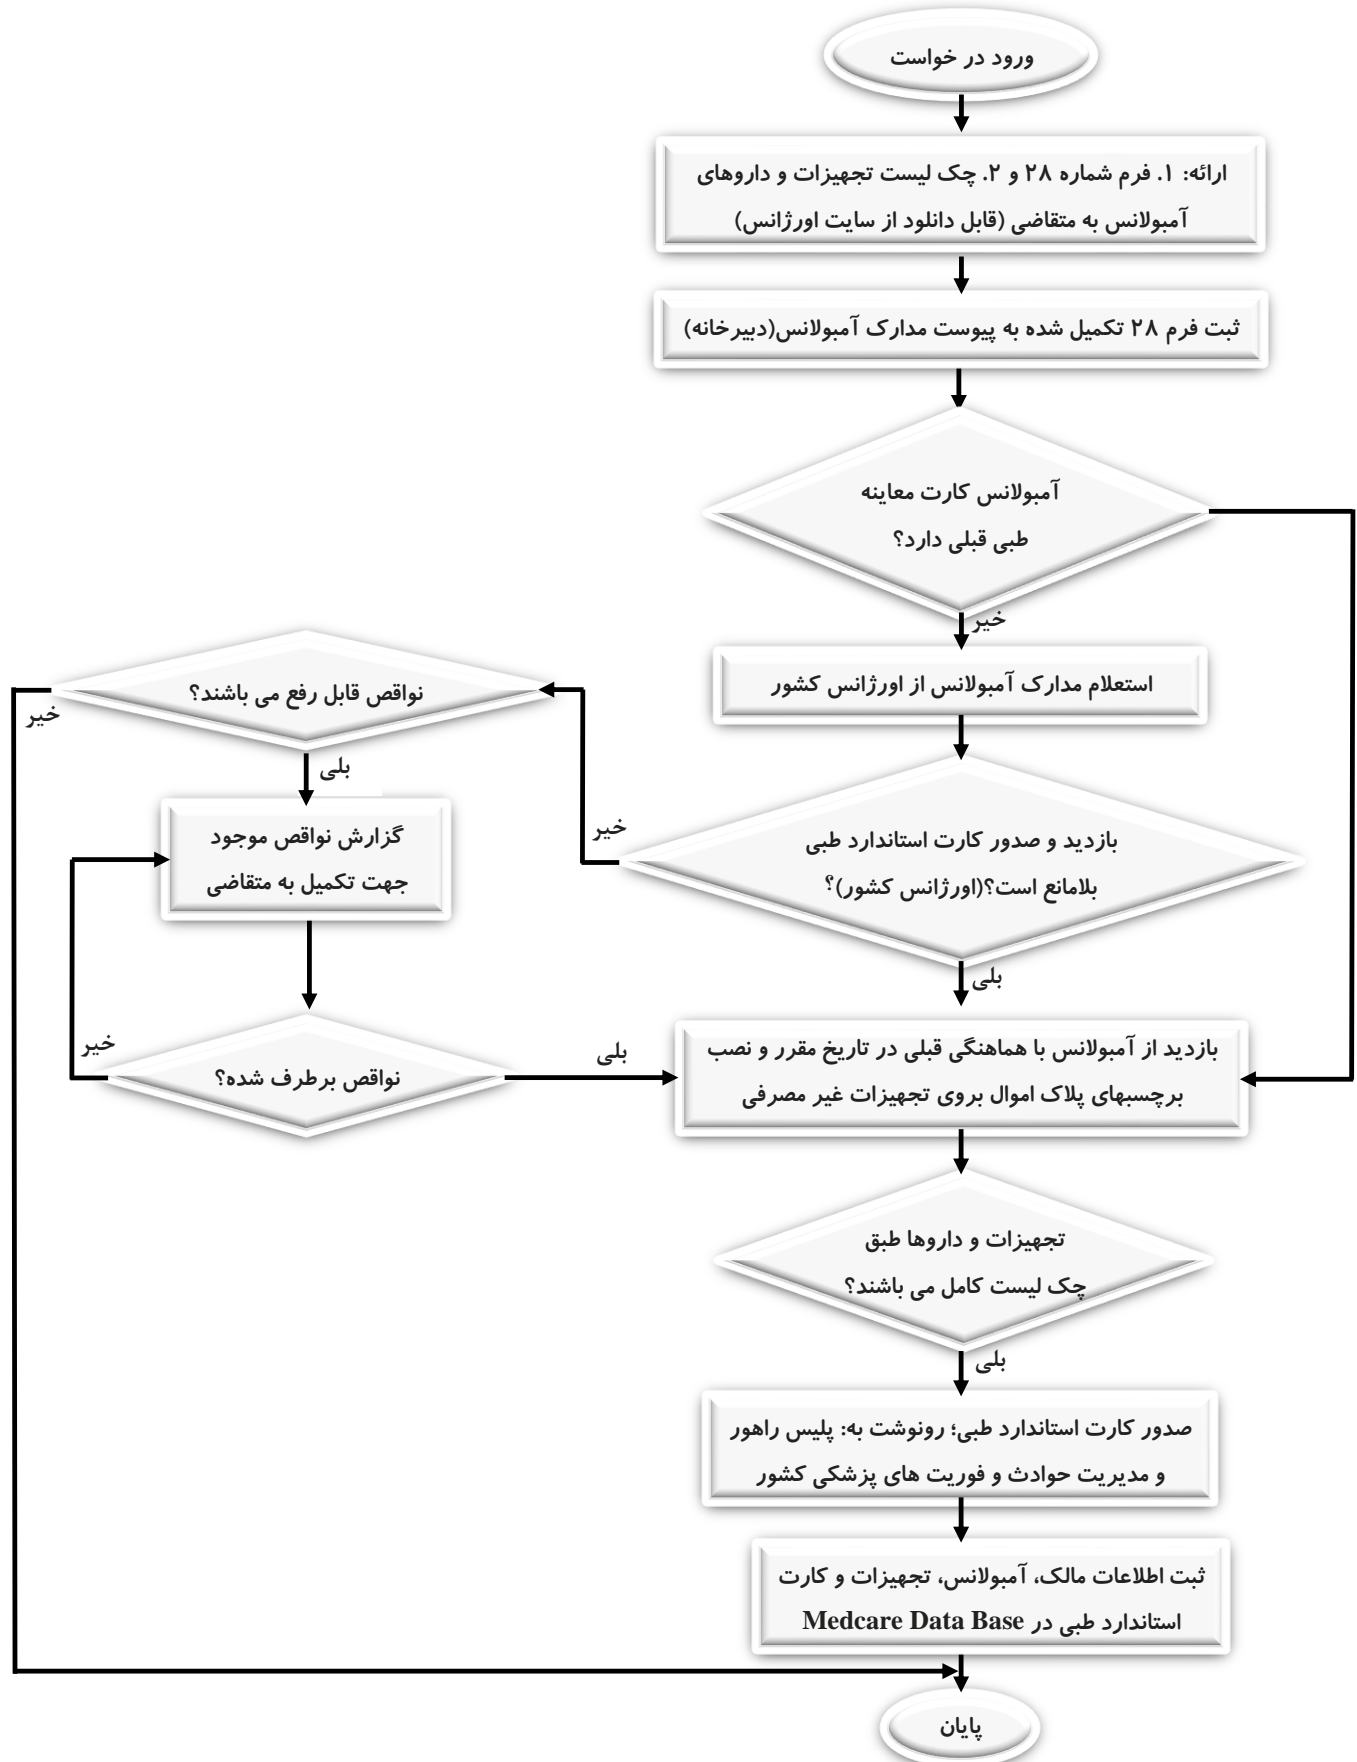 ورود در خواست
ارائه: ۱. فرم شماره ۲۸ و ۲. چک لیست تجهیزات و داروهای
آمبولانس به متقاضی (قابل دانلود از سایت اورژانس)
ثبت فرم ۲۸ تکمیل شده به پیوست مدارک آمبولانس(دبیرخانه)
آمبولانس کارت معاینه
طبی قبلی دارد؟
خیر
استعلام مدارک آمبولانس از اورژانس کشور
بازدید و صدور کارت استاندارد طبی
بلامانع است؟(اورژانس کشور)؟
خیر
بلی
نواقص قابل رفع می باشند؟
خیر
بلی
گزارش نواقص موجود
جهت تکمیل به متقاضی
نواقص برطرف شده؟
خیر
بلی
بازدید از آمبولانس با هماهنگی قبلی در تاریخ مقرر و نصب
برچسبهای پلاک اموال بروی تجهیزات غیر مصرفی
تجهیزات و داروها طبق
چک لیست کامل می باشند؟
بلی
صدور کارت استاندارد طبی؛ رونوشت به: پلیس راهور
و مدیریت حوادث و فوریت های پزشکی کشور
ثبت اطلاعات مالک، آمبولانس، تجهیزات و کارت
استاندارد طبی در Medcare Data Base
پایان